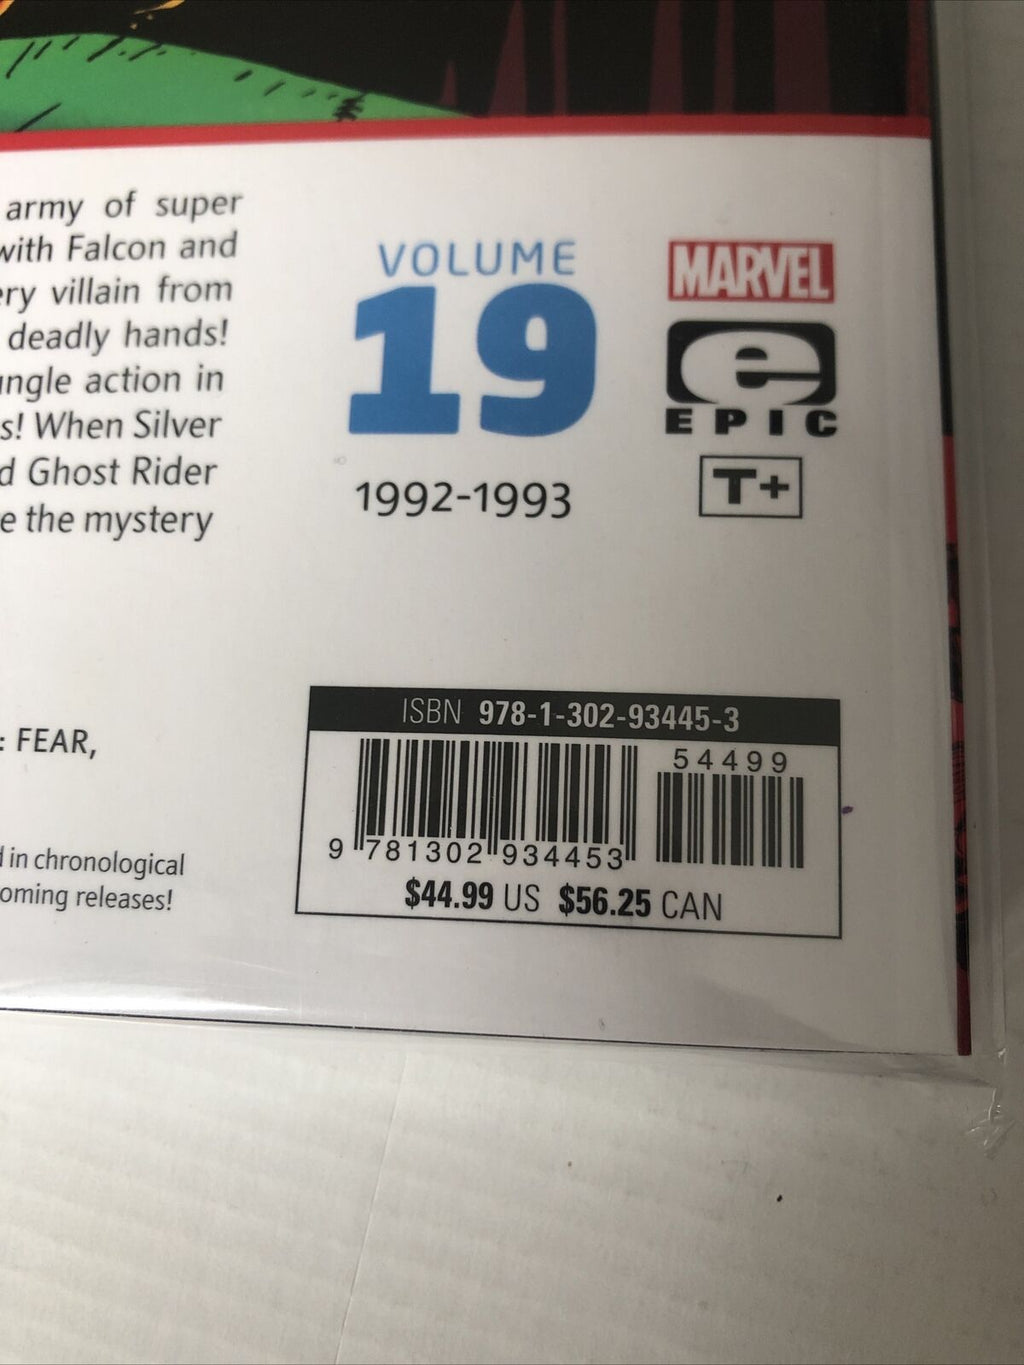 army of super
with Falcon and
ery villain from
deadly hands!
ungle action in
s! When Silver
d Ghost Rider
e the mystery
: FEAR,
d in chronological
oming releases!
VOLUME
19
1992-1993
MARVEL
e
EPIC
T+
ISBN 978-1-302-93445-3
54499
9 781302 934453
$44.99 US $56.25 CAN